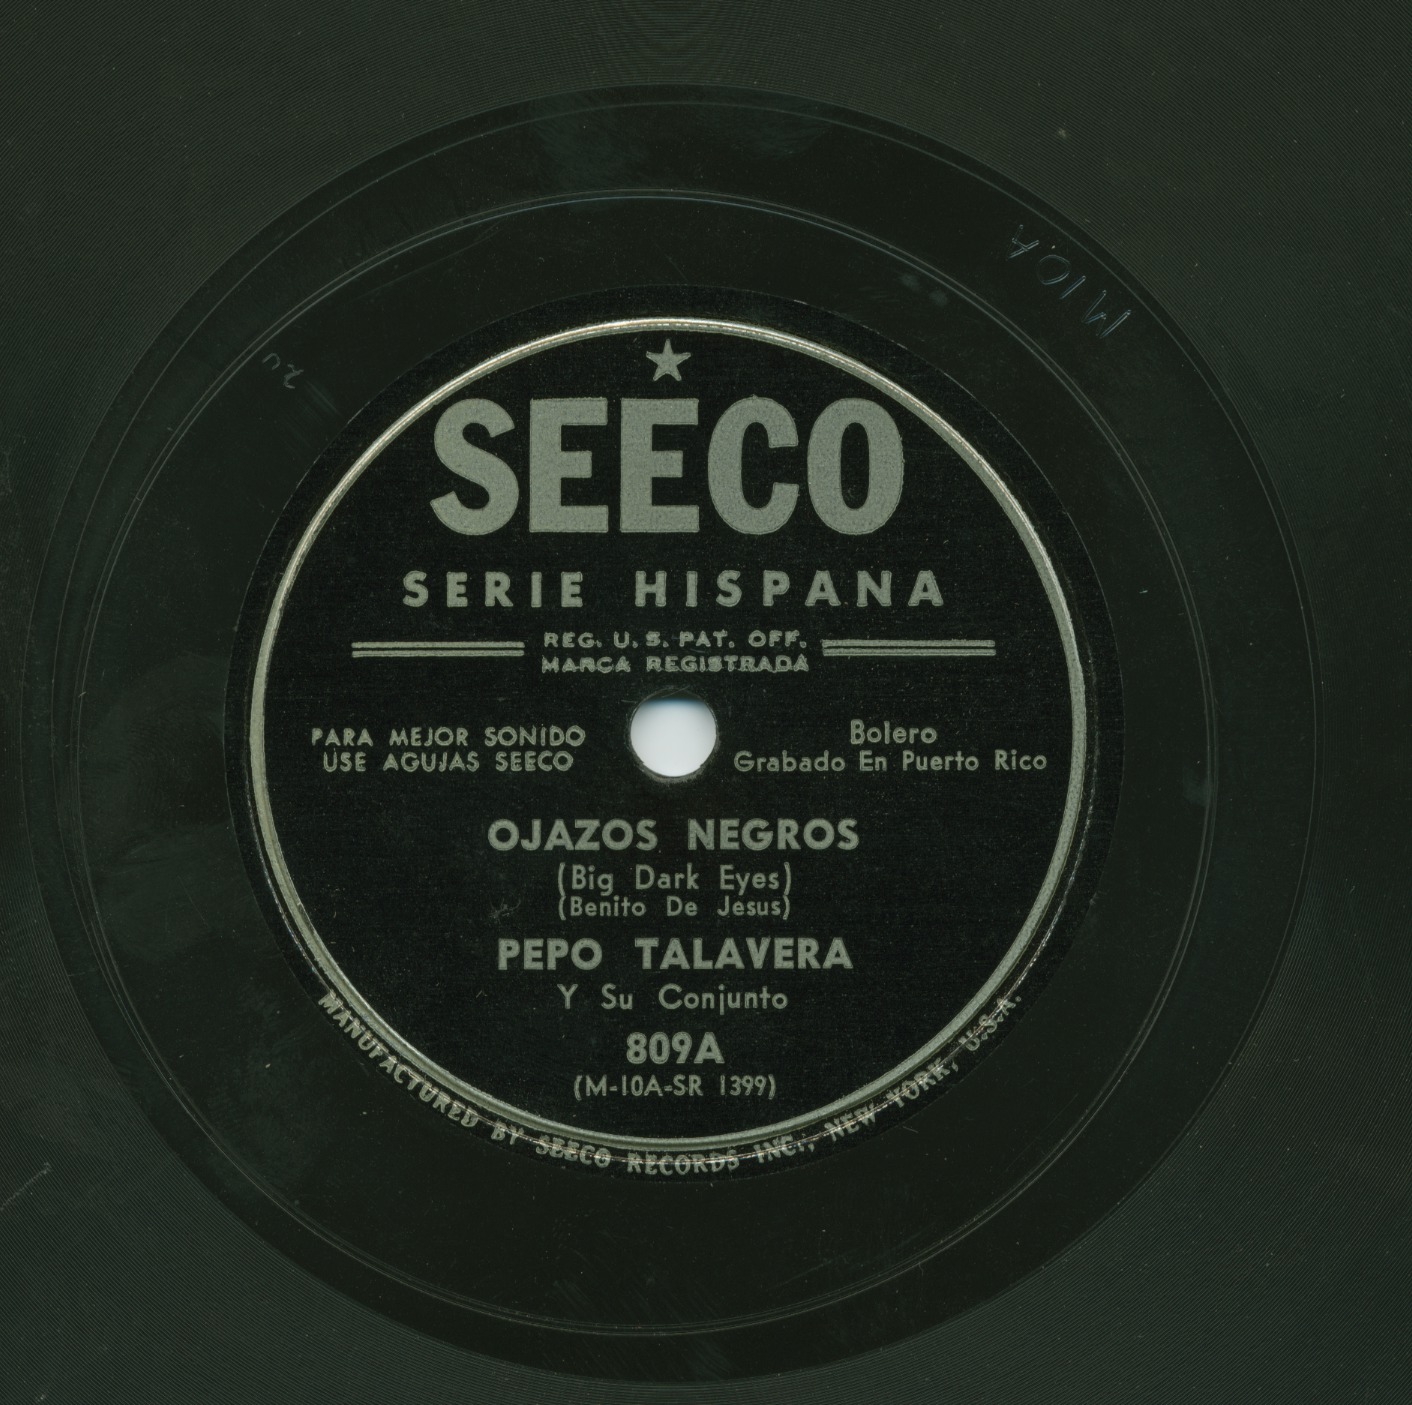 SEECO
SERIE HISPANA
REG. U. S. PAT. OFF.
MARCA REGISTRADA
PARA MEJOR SONIDO
USE AGUJAS SEECO
Bolero
Grabado En Puerto Rico
OJAZOS NEGROS
(Big Dark Eyes)
(Benito De Jesus)
PEPO TALAVERA
Y Su Conjunto
809A
(M-10A-SR 1399)
MANUFACTURED BY SEECO RECORDS INC., NEW YORK, U.S.A.
M10A